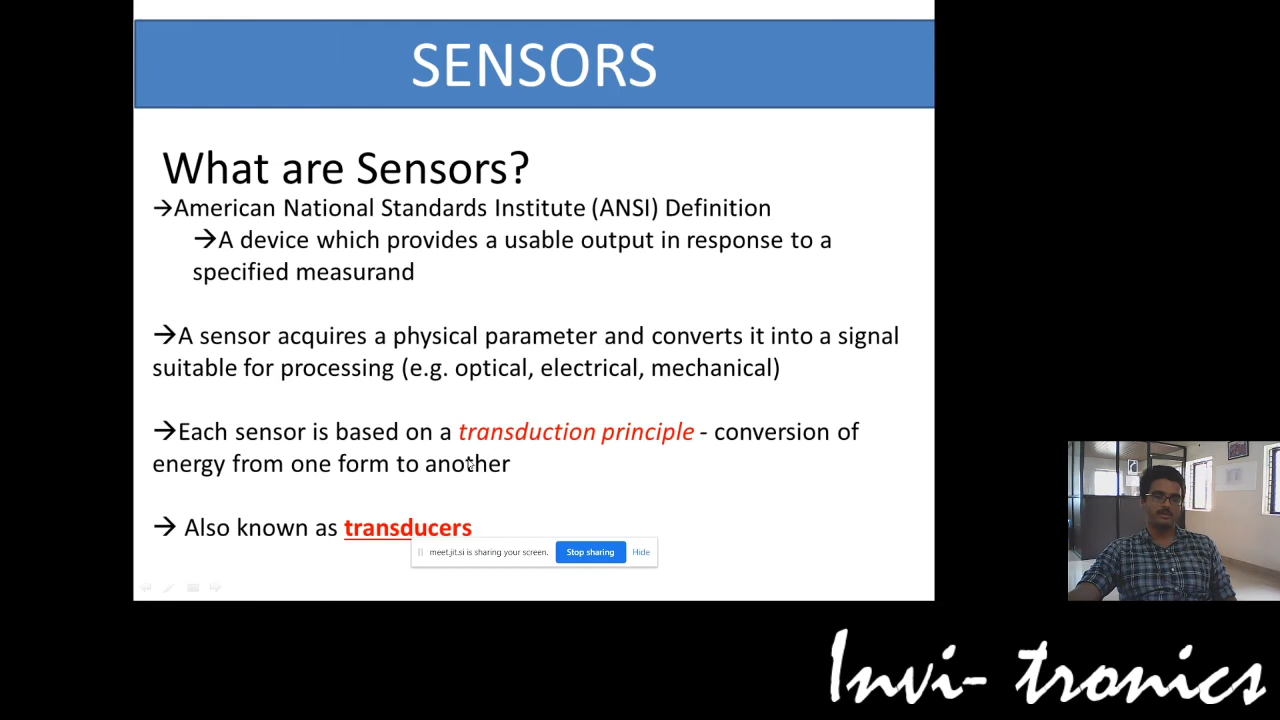 SENSORS
What are Sensors?
→American National Standards Institute (ANSI) Definition
→A device which provides a usable output in response to a
specified measurand
→A sensor acquires a physical parameter and converts it into a signal
suitable for processing (e.g. optical, electrical, mechanical)
→Each sensor is based on a transduction principle - conversion of
energy from one form to another
→ Also known as transducers
meet.jit.si is sharing your screen. Stop sharing Hide
Invi- tronics